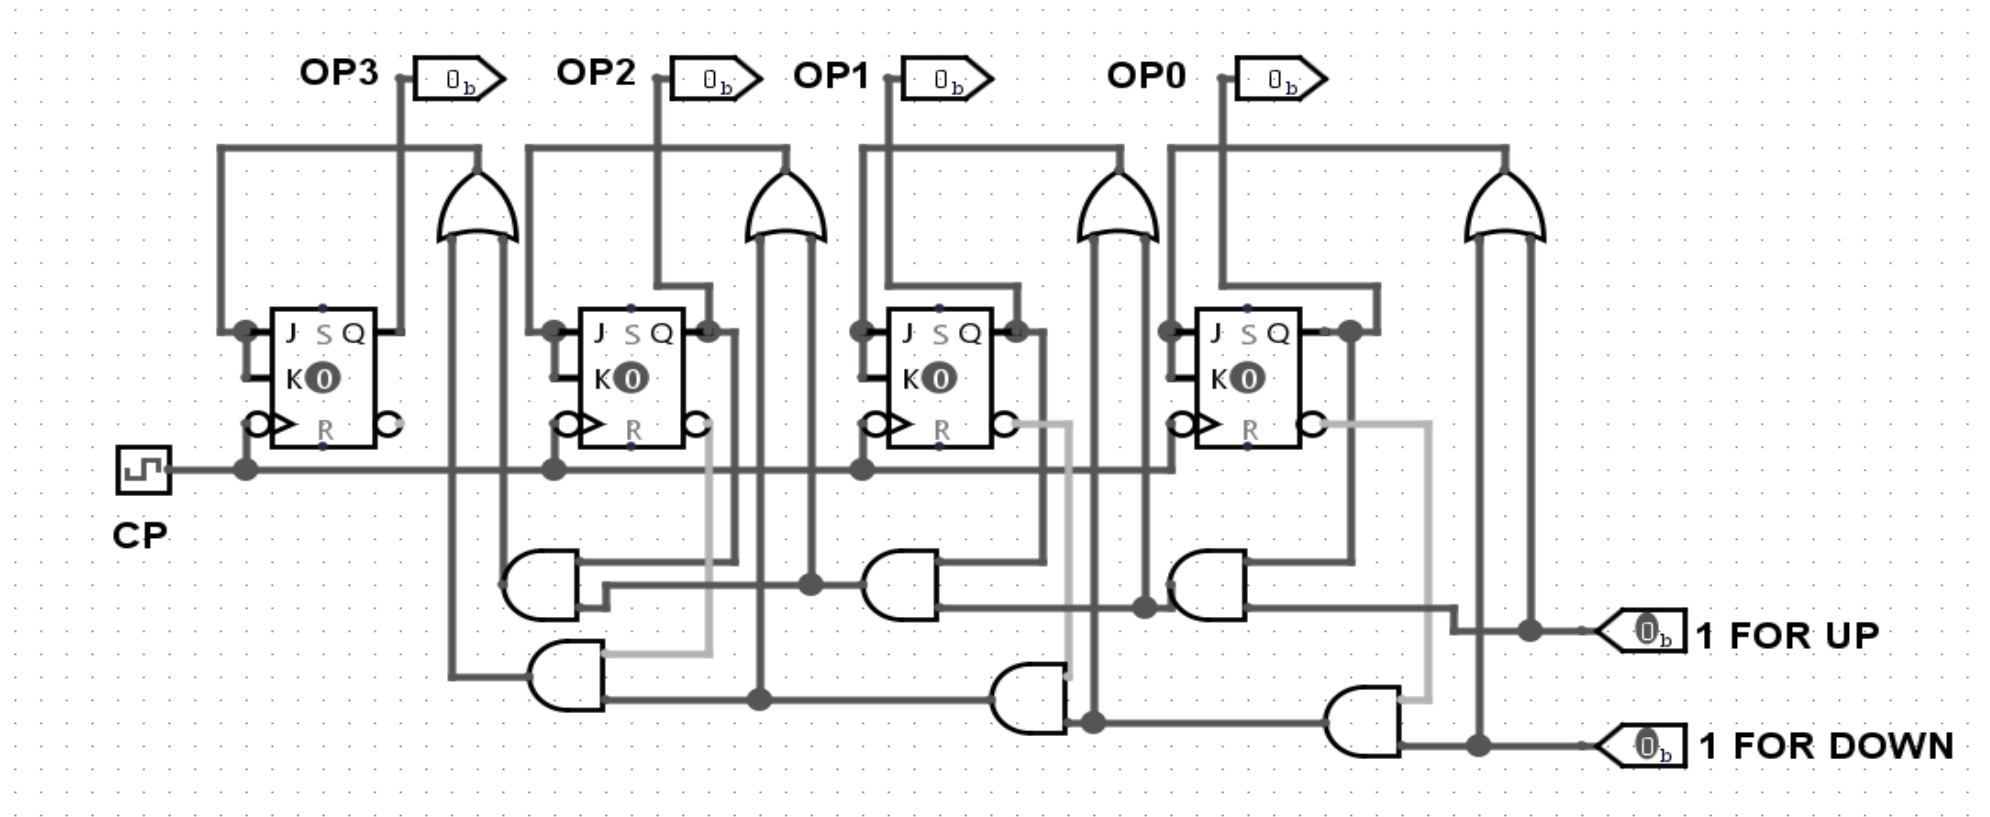 OP3 0b OP2 0b OP1 0b OP0 0b
J S Q J S Q J S Q J S Q
K 0 K 0 K 0 K 0
R R R R
CP
0b 1 FOR UP
0b 1 FOR DOWN